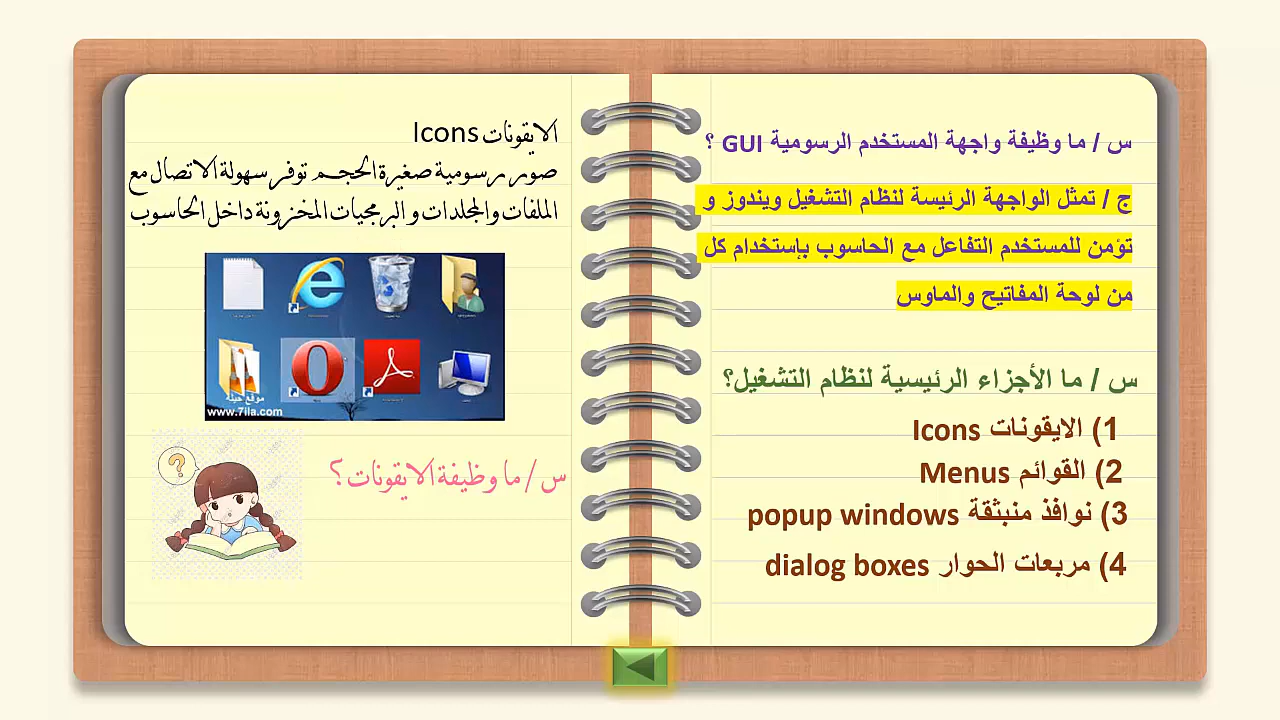 س / ما وظيفة واجهة المستخدم الرسومية GUI ؟
ج / تمثل الواجهة الرئيسة لنظام التشغيل ويندوز و
تؤمن للمستخدم التفاعل مع الحاسوب بإستخدام كل
من لوحة المفاتيح والماوس
س / ما الأجزاء الرئيسية لنظام التشغيل؟
1) الايقونات Icons
2) القوائم Menus
3) نوافذ منبثقة popup windows
4) مربعات الحوار dialog boxes
الايقونات Icons
صور رسومية صغيرة الحجم توفر سهولة الاتصال مع
الملفات والمجلدات و البرمجيات المخزونة داخل الحاسوب
موقع حيلة
www.7ila.com
?
س / ما وظيفة الايقونات ؟